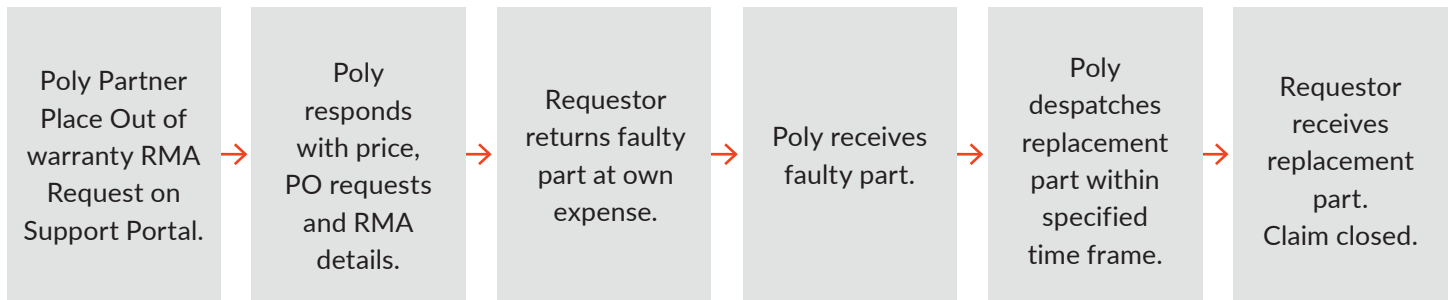 Poly Partner
Place Out of
warranty RMA
Request on
Support Portal.
Poly
responds
with price,
PO requests
and RMA
details.
Requestor
returns faulty
part at own
expense.
Poly receives
faulty part.
Poly
despatches
replacement
part within
specified
time frame.
Requestor
receives
replacement
part.
Claim closed.